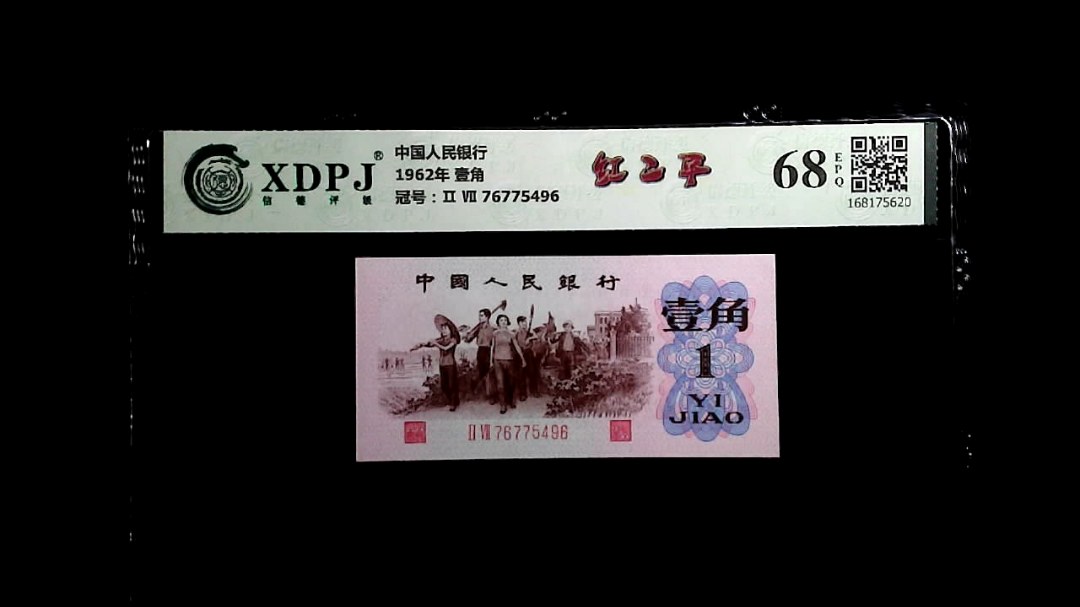 XDPJ®
信德评级
中国人民银行
1962年 壹角
冠号：II VII 76775496
红二平
68
EPQ
168175620
中國人民銀行
壹角
1
YI
JIAO
II VII 76775496